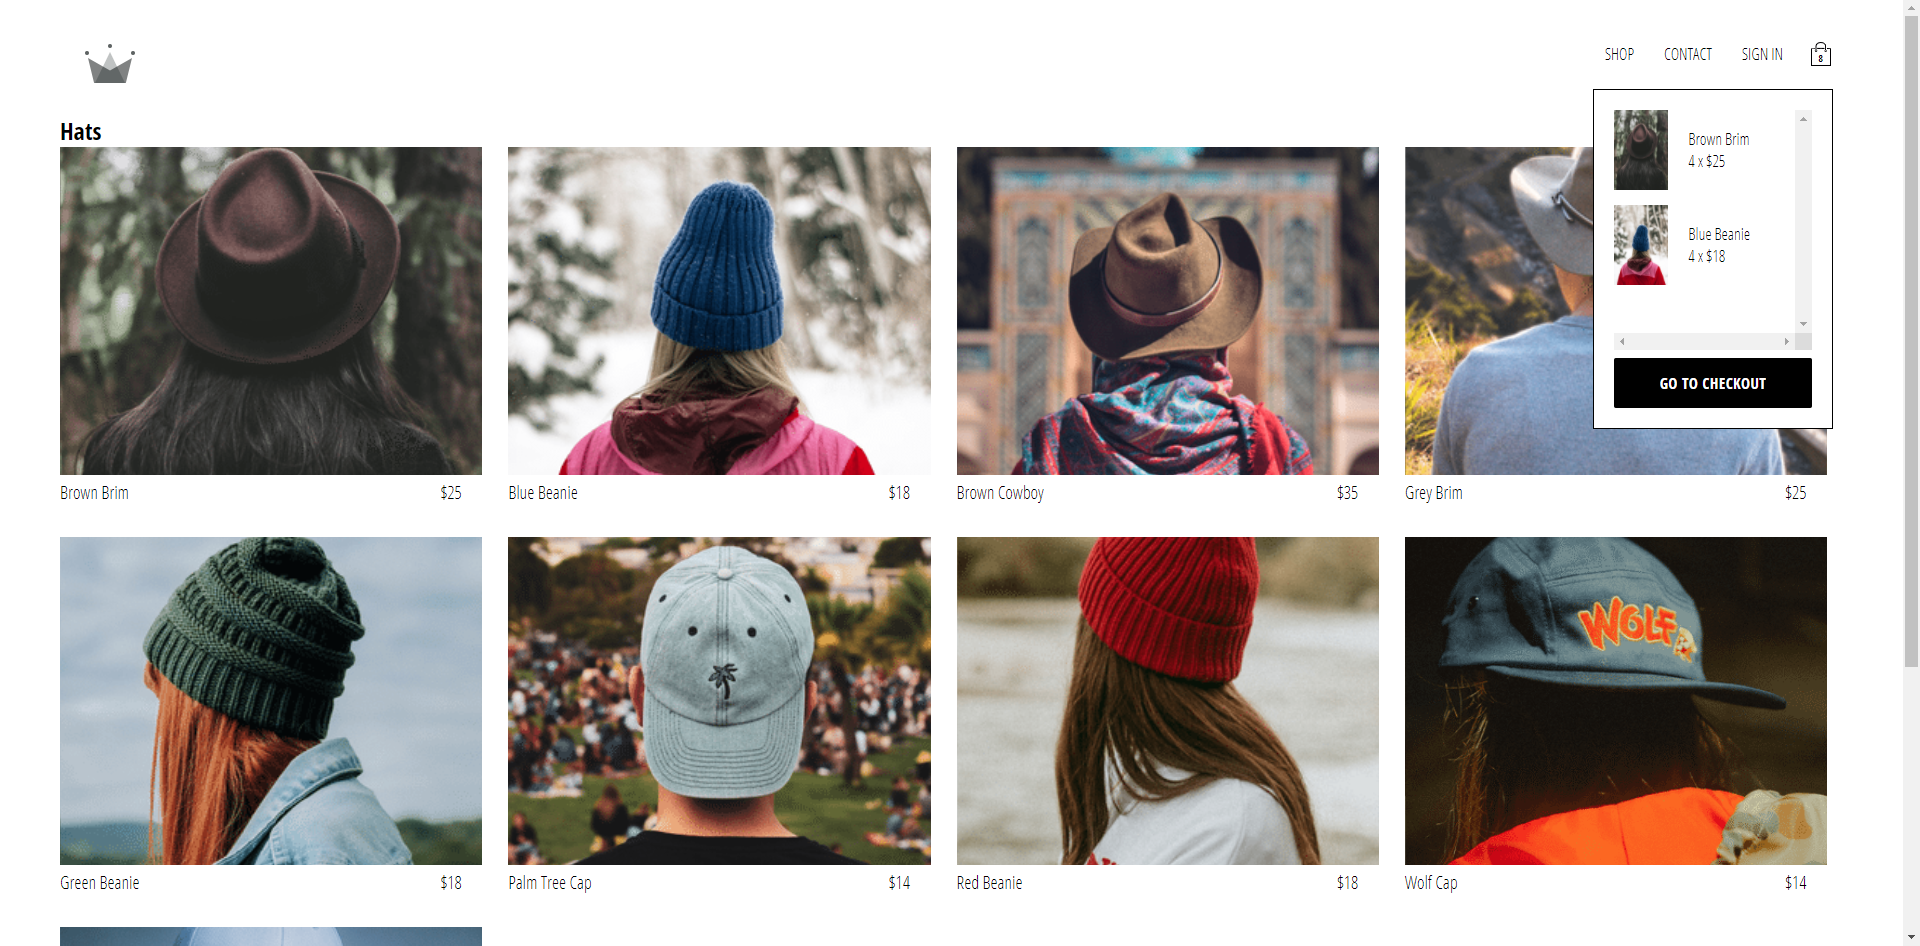 SHOP CONTACT SIGN IN 8
Hats
Brown Brim
4 x $25
Blue Beanie
4 x $18
GO TO CHECKOUT
Brown Brim $25
Blue Beanie $18
Brown Cowboy $35
Grey Brim $25
WOLF
Green Beanie $18
Palm Tree Cap $14
Red Beanie $18
Wolf Cap $14